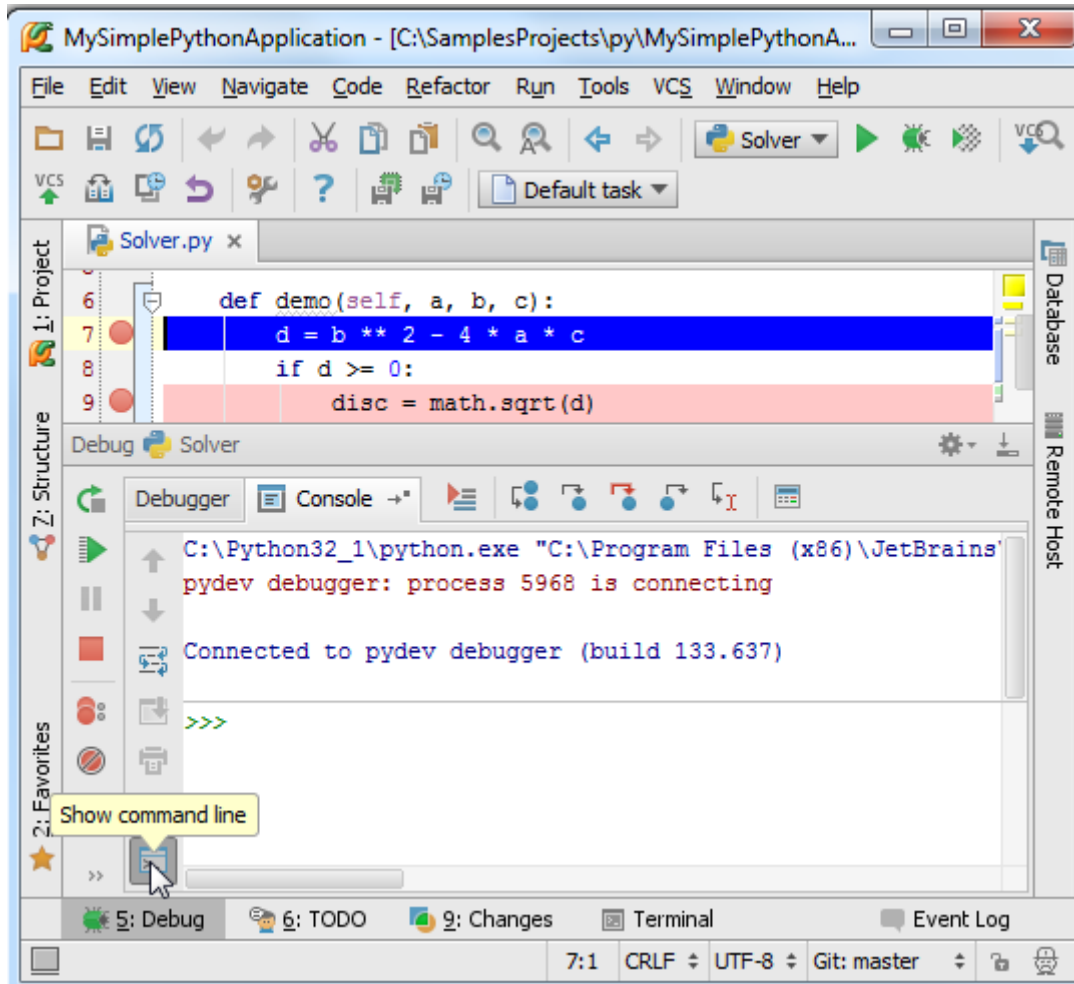 MySimplePythonApplication - [C:\SamplesProjects\py\MySimplePythonA...
File Edit View Navigate Code Refactor Run Tools VCS Window Help
Solver
VCS
VCS
?
Default task
Solver.py ×
1: Project
7: Structure
2: Favorites
Database
Remote Host
6 def demo(self, a, b, c):
7 d = b ** 2 - 4 * a * c
8 if d >= 0:
9 disc = math.sqrt(d)
Debug Solver
Debugger Console
C:\Python32_1\python.exe "C:\Program Files (x86)\JetBrains\
pydev debugger: process 5968 is connecting
Connected to pydev debugger (build 133.637)
>>>
Show command line
5: Debug 6: TODO 9: Changes Terminal Event Log
7:1 CRLF UTF-8 Git: master